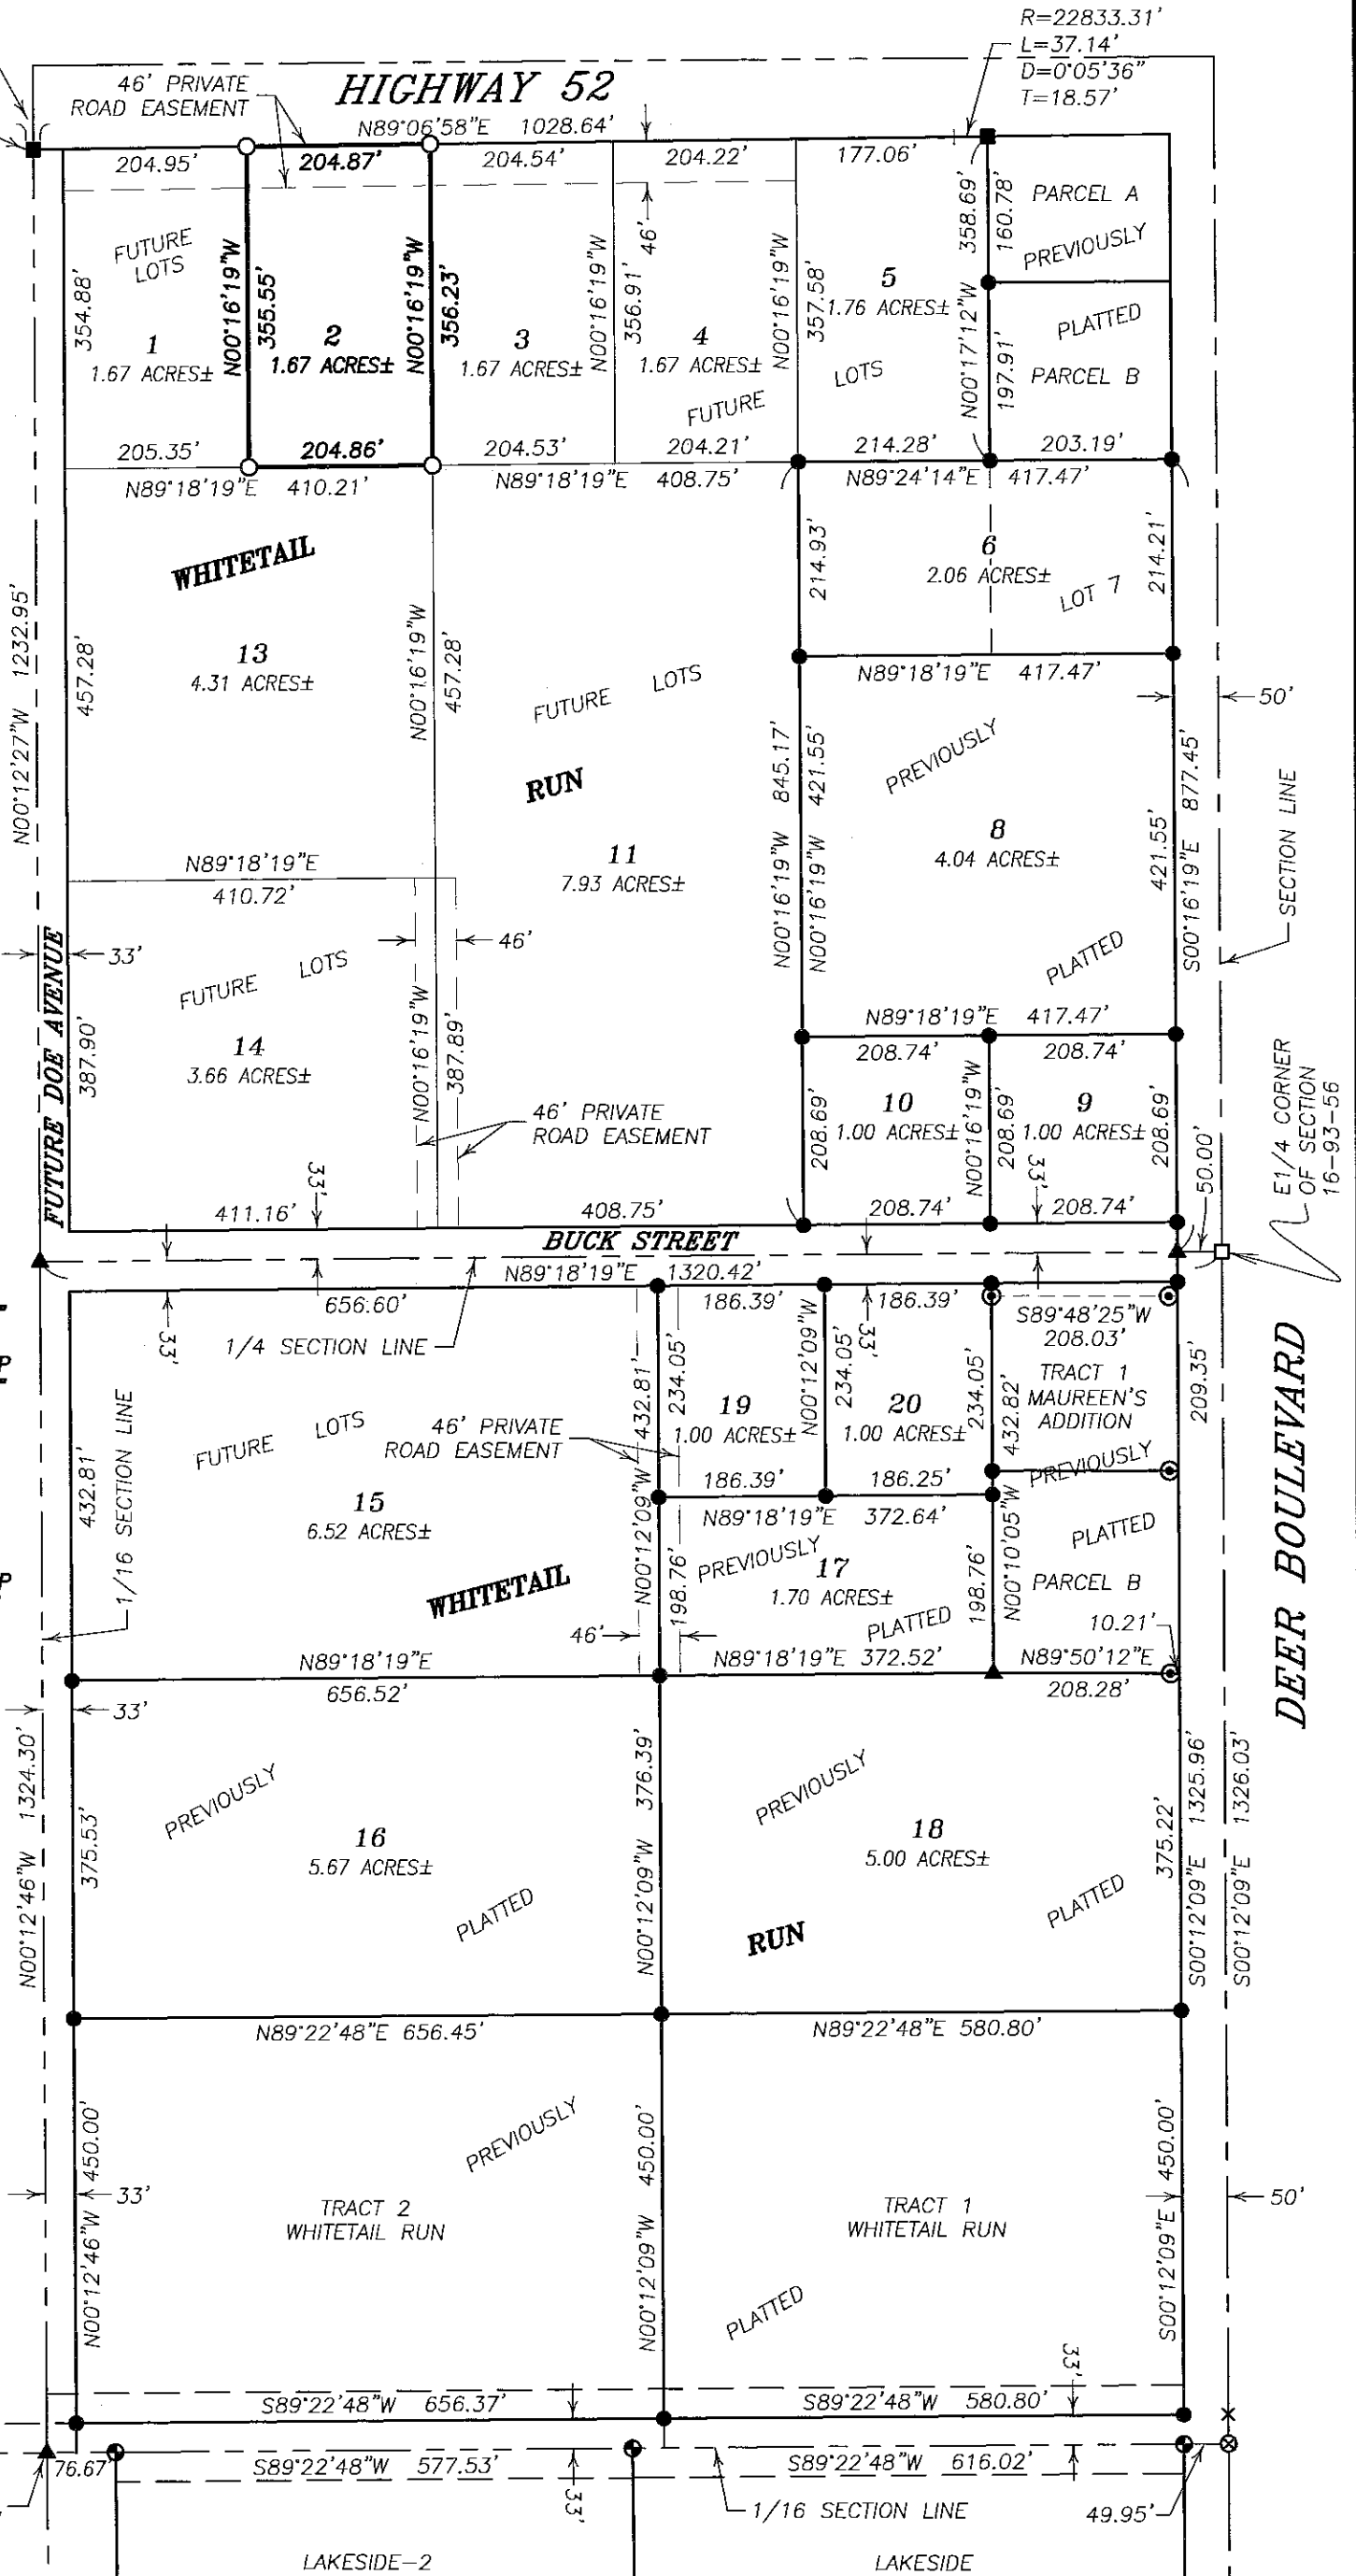 R=22833.31'
L=37.14'
D=0°05'36"
T=18.57'
46' PRIVATE
ROAD EASEMENT
HIGHWAY 52
N89°06'58"E 1028.64'
204.95'
204.87'
204.54'
204.22'
177.06'
358.69'
160.78'
PARCEL A
PREVIOUSLY
FUTURE
LOTS
354.88'
N00°16'19"W
355.55'
N00°16'19"W
356.23'
N00°16'19"W
356.91'
46'
N00°16'19"W
357.58'
N00°17'12"W
197.91'
1
1.67 ACRES±
2
1.67 ACRES±
3
1.67 ACRES±
4
1.67 ACRES±
5
1.76 ACRES±
FUTURE
LOTS
PLATTED
PARCEL B
205.35'
204.86'
204.53'
204.21'
214.28'
203.19'
N89°18'19"E 410.21'
N89°18'19"E 408.75'
N89°24'14"E 417.47'
WHITETAIL
214.93'
6
2.06 ACRES±
LOT 7
214.21'
N00°12'27"W 1232.95'
457.28'
13
4.31 ACRES±
N00°16'19"W
457.28'
FUTURE LOTS
N89°18'19"E 417.47'
50'
RUN
PREVIOUSLY
N00°16'19"W 845.17'
N00°16'19"W 421.55'
8
4.04 ACRES±
421.55'
S00°16'19"E 877.45'
SECTION LINE
11
7.93 ACRES±
N89°18'19"E
410.72'
46'
33'
FUTURE LOTS
PLATTED
FUTURE DOE AVENUE
387.90'
14
3.66 ACRES±
N00°16'19"W
387.89'
N89°18'19"E 417.47'
208.74'
208.74'
10
1.00 ACRES±
9
1.00 ACRES±
208.69'
N00°16'19"W
208.69'
208.69'
46' PRIVATE
ROAD EASEMENT
33'
33'
50.00'
E1/4 CORNER
OF SECTION
16-93-56
411.16'
408.75'
208.74'
208.74'
BUCK STREET
N89°18'19"E 1320.42'
656.60'
186.39'
186.39'
S89°48'25"W
208.03'
33'
1/4 SECTION LINE
33'
1/16 SECTION LINE
432.81'
FUTURE LOTS
46' PRIVATE
ROAD EASEMENT
N00°12'09"W 432.81'
234.05'
19
1.00 ACRES±
N00°12'09"W
234.05'
20
1.00 ACRES±
234.05'
432.82'
TRACT 1
MAUREEN'S
ADDITION
PREVIOUSLY
209.35'
DEER BOULEVARD
186.39'
186.25'
15
6.52 ACRES±
N89°18'19"E 372.64'
PREVIOUSLY
17
1.70 ACRES±
PLATTED
198.76'
198.76'
N00°10'05"W
PLATTED
PARCEL B
10.21'
WHITETAIL
46'
N89°18'19"E
656.52'
N89°18'19"E 372.52'
N89°50'12"E
208.28'
33'
N00°12'46"W 1324.30'
375.53'
PREVIOUSLY
16
5.67 ACRES±
PLATTED
N00°12'09"W 376.39'
PREVIOUSLY
18
5.00 ACRES±
PLATTED
RUN
375.22'
S00°12'09"E 1325.96'
S00°12'09"E 1326.03'
N89°22'48"E 656.45'
N89°22'48"E 580.80'
N00°12'46"W 450.00'
33'
PREVIOUSLY
TRACT 2
WHITETAIL RUN
N00°12'09"W 450.00'
TRACT 1
WHITETAIL RUN
PLATTED
S00°12'09"E 450.00'
50'
S89°22'48"W 656.37'
S89°22'48"W 580.80'
33'
76.67'
S89°22'48"W 577.53'
S89°22'48"W 616.02'
33'
1/16 SECTION LINE
49.95'
LAKESIDE-2
LAKESIDE